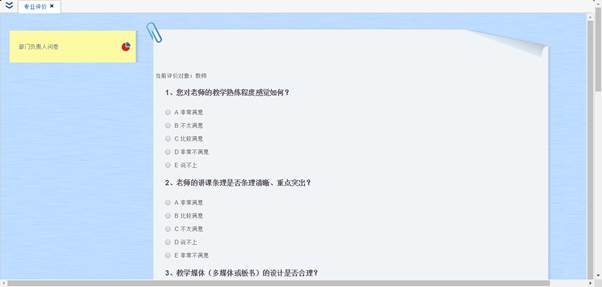 专业评价
部门负责人问卷
当前评价对象：教师
1、您对老师的教学熟练程度感觉如何？
A 非常满意
B 不太满意
C 比较满意
D 非常不满意
E 说不上
2、老师的讲课条理是否条理清晰、重点突出？
A 非常满意
B 比较满意
C 不太满意
D 说不上
E 非常不满意
3、教学媒体（多媒体或板书）的设计是否合理？